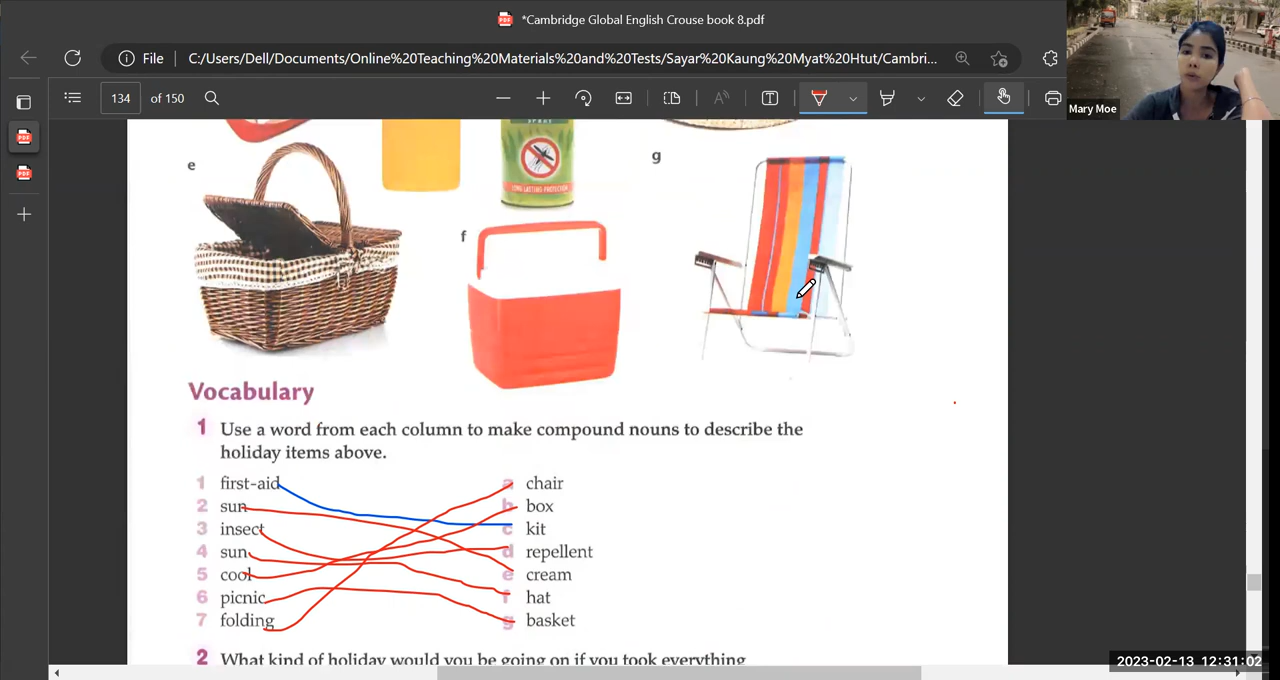 *Cambridge Global English Crouse book 8.pdf
File C:/Users/Dell/Documents/Online%20Teaching%20Materials%20and%20Tests/Sayar%20Kaung%20Myat%20Htut/Cambri...
134 of 150
Mary Moe
e
g
LONG LASTING PROTECTION
f
Vocabulary
1 Use a word from each column to make compound nouns to describe the
holiday items above.
1 first-aid a chair
2 sun b box
3 insect c kit
4 sun d repellent
5 cool e cream
6 picnic f hat
7 folding g basket
2 What kind of holiday would you be going on if you took everything
2023-02-13 12:31:02